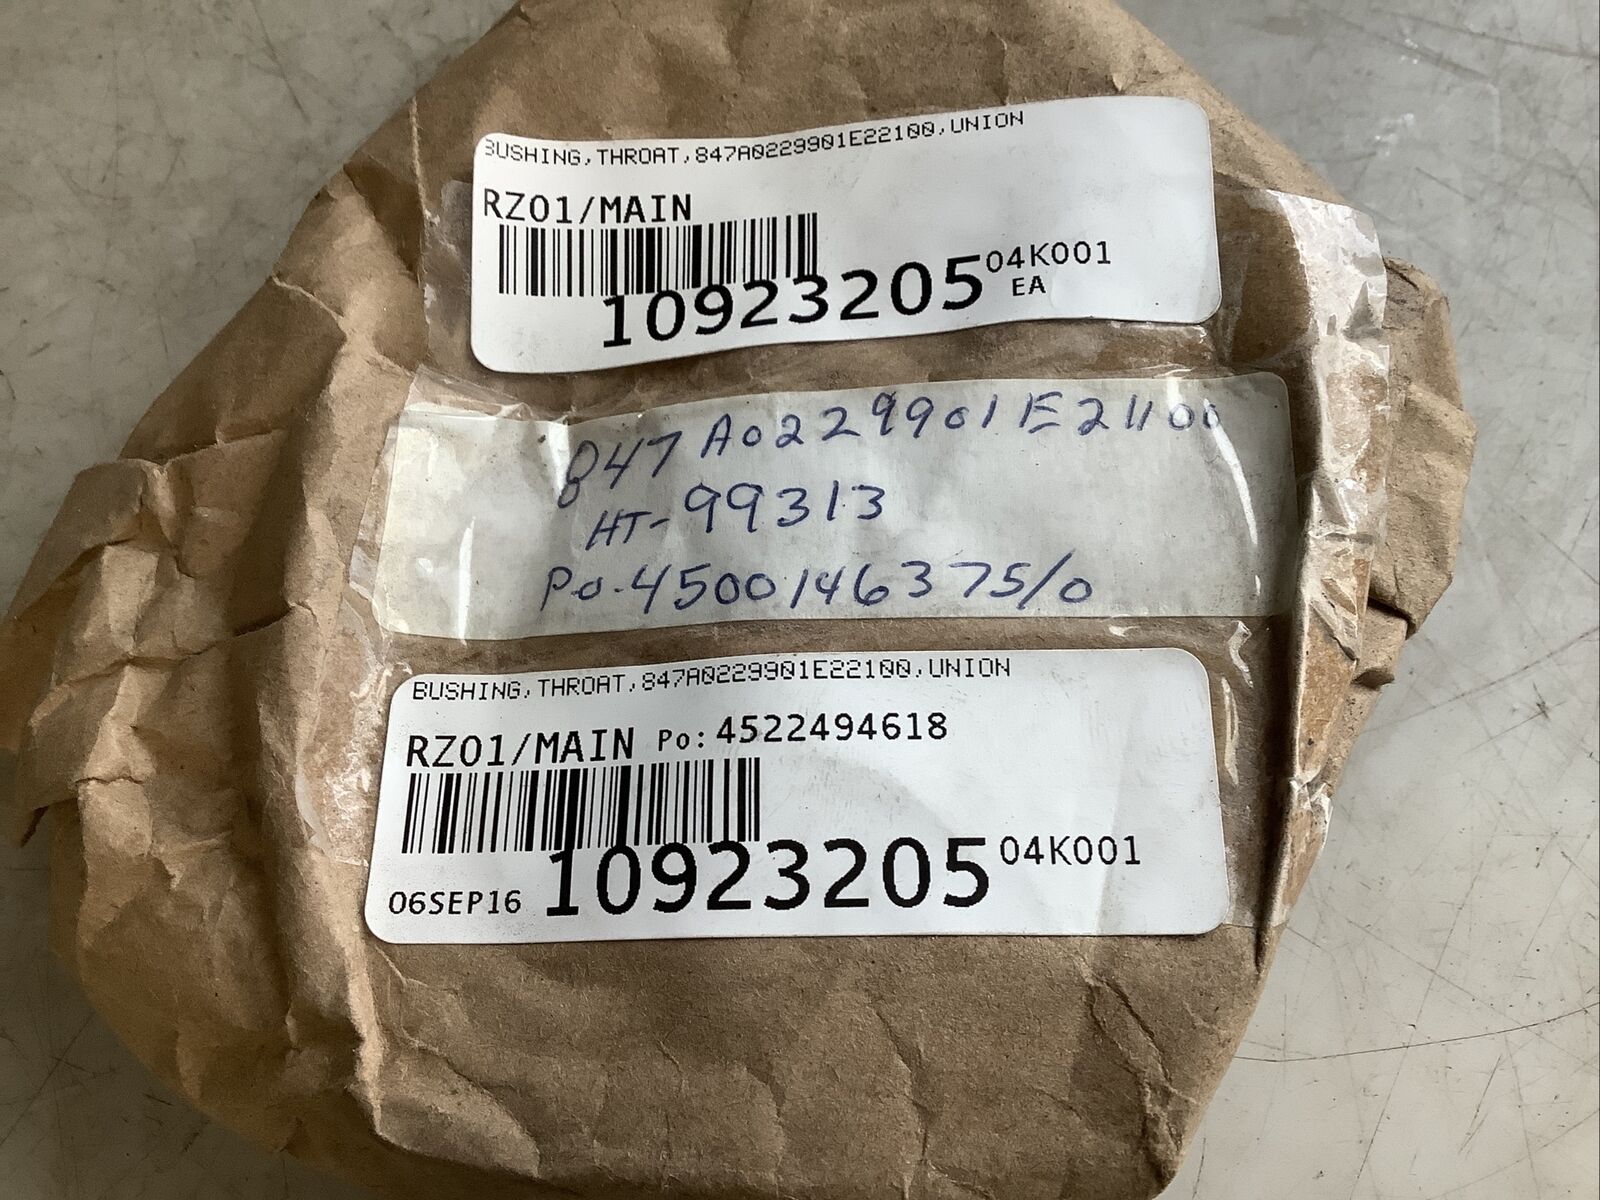 BUSHING,THROAT,847A0229901E22100,UNION
RZ01/MAIN
10923205 04K001
EA
847A0229901E21100
HT-99313
Po-4500146375/0
BUSHING,THROAT,847A0229901E22100,UNION
RZ01/MAIN Po: 4522494618
06SEP16 10923205 04K001